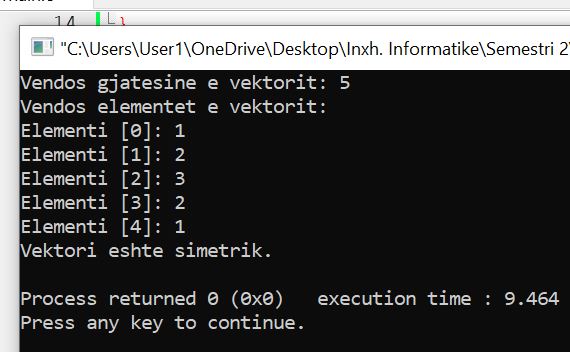 14
"C:\Users\User1\OneDrive\Desktop\Inxh. Informatike\Semestri 2\
Vendos gjatesine e vektorit: 5
Vendos elementet e vektorit:
Elementi [0]: 1
Elementi [1]: 2
Elementi [2]: 3
Elementi [3]: 2
Elementi [4]: 1
Vektori eshte simetrik.
Process returned 0 (0x0)   execution time : 9.464
Press any key to continue.